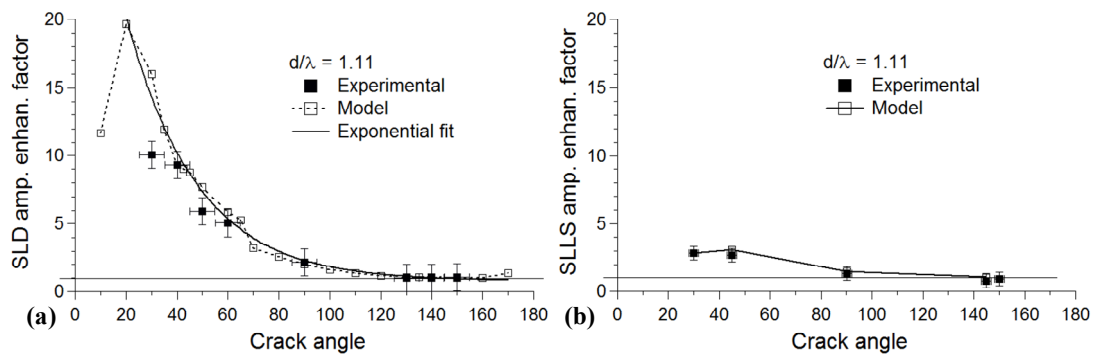 20
15
10
5
0
SLD amp. enhan. factor
d/λ = 1.11
Experimental
Model
Exponential fit
0 20 40 60 80 100 120 140 160 180
(a)
Crack angle
20
15
10
5
0
SLLS amp. enhan. factor
d/λ = 1.11
Experimental
Model
0 20 40 60 80 100 120 140 160 180
(b)
Crack angle